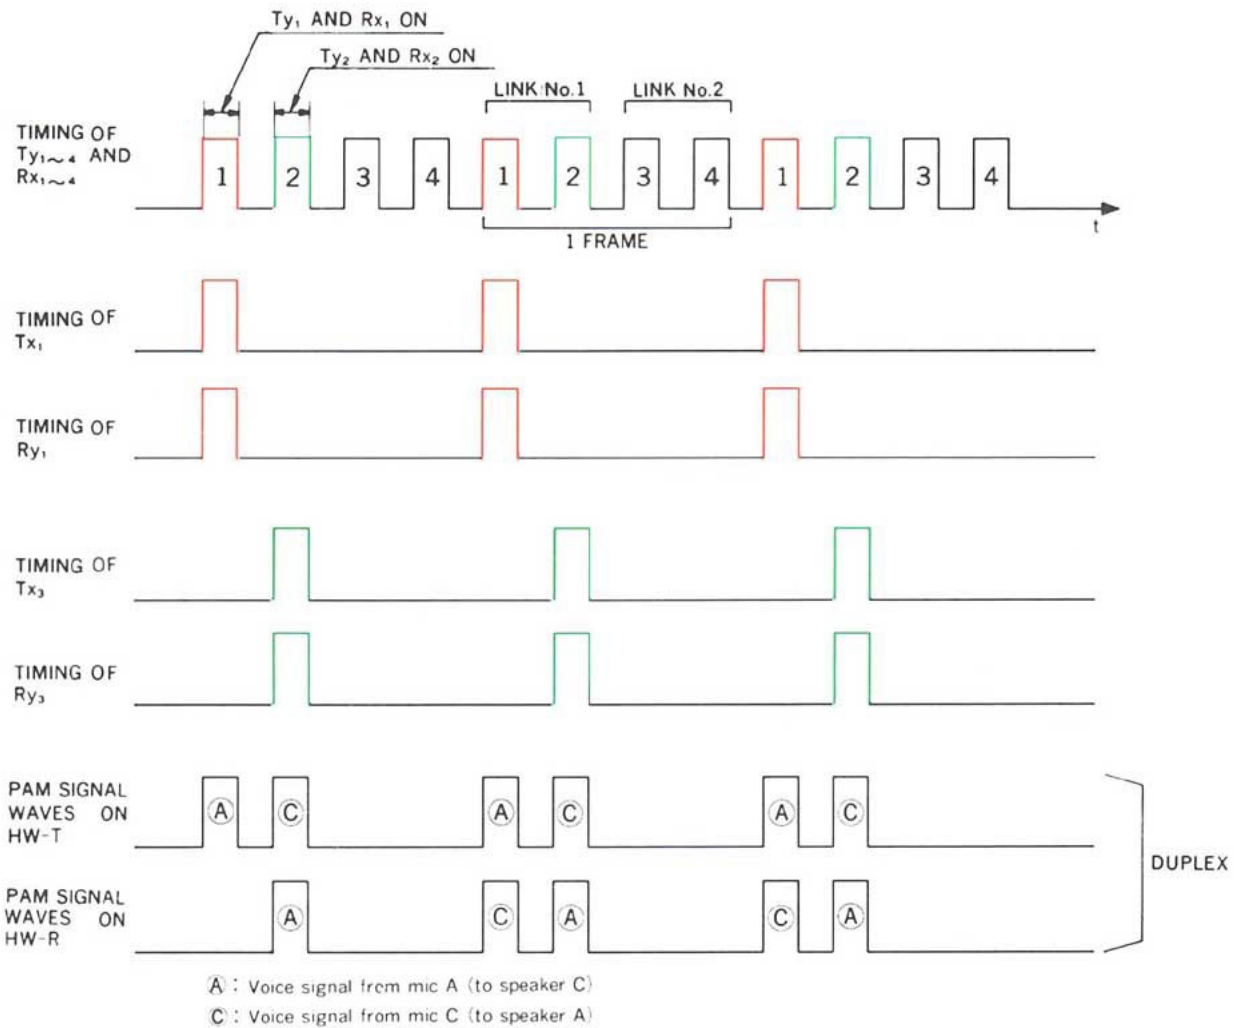 Ty₁ AND Rx₁ ON
Ty₂ AND Rx₂ ON
LINK No.1 LINK No.2
TIMING OF
Ty₁～₄ AND
Rx₁～₄
1 2 3 4 1 2 3 4 1 2 3 4
t
1 FRAME
TIMING OF
Tx₁
TIMING OF
Ry₁
TIMING OF
Tx₃
TIMING OF
Ry₃
PAM SIGNAL
WAVES ON
HW-T
Ⓐ Ⓒ Ⓐ Ⓒ Ⓐ Ⓒ
DUPLEX
PAM SIGNAL
WAVES ON
HW-R
Ⓐ Ⓒ Ⓐ Ⓒ Ⓐ
Ⓐ: Voice signal from mic A (to speaker C)
Ⓒ: Voice signal from mic C (to speaker A)